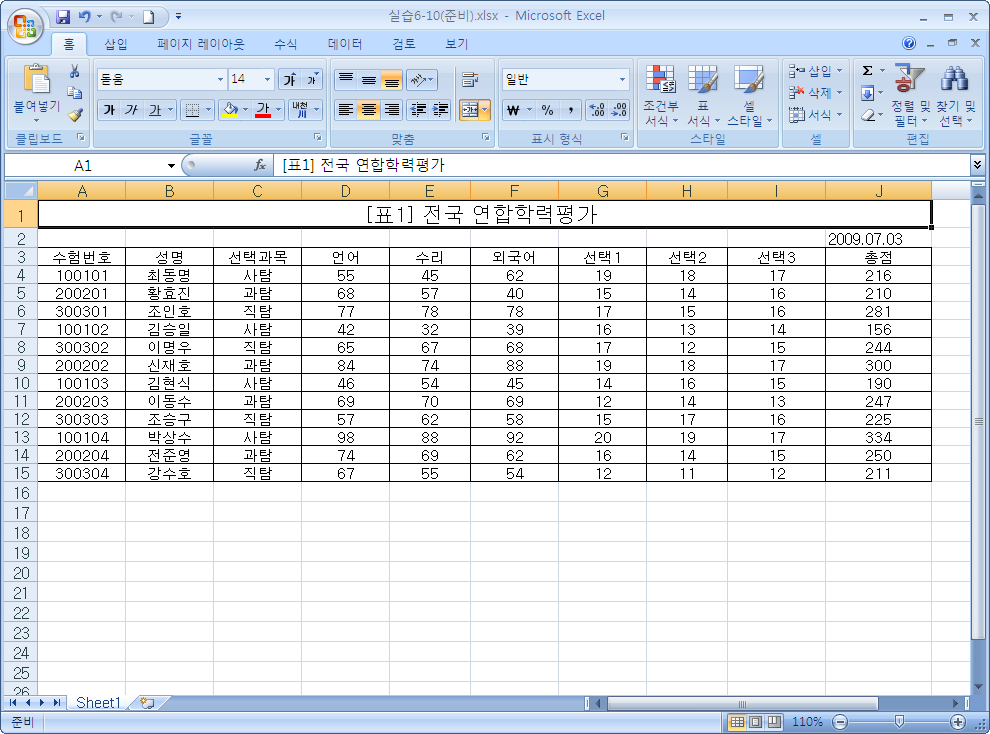 실습6-10(준비).xlsx - Microsoft Excel
홈 삽입 페이지 레이아웃 수식 데이터 검토 보기
붙여넣기
클립보드
돋움 14 가 가
가 가 가 가 내천 川
글꼴
맞춤
일반
₩ % , .00 .00
표시 형식
조건부 서식 표 서식 셀 스타일
스타일
삽입
삭제
서식
셀
Σ
정렬 및 필터 찾기 및 선택
편집
A1 fx [표1] 전국 연합학력평가
A B C D E F G H I J
1 [표1] 전국 연합학력평가
2 2009.07.03
3 수험번호 성명 선택과목 언어 수리 외국어 선택1 선택2 선택3 총점
4 100101 최동명 사탐 55 45 62 19 18 17 216
5 200201 황효진 과탐 68 57 40 15 14 16 210
6 300301 조인호 직탐 77 78 78 17 15 16 281
7 100102 김승일 사탐 42 32 39 16 13 14 156
8 300302 이명우 직탐 65 67 68 17 12 15 244
9 200202 신재호 과탐 84 74 88 19 18 17 300
10 100103 김현식 사탐 46 54 45 14 16 15 190
11 200203 이동수 과탐 69 70 69 12 14 13 247
12 300303 조승구 직탐 57 62 58 15 17 16 225
13 100104 박상수 사탐 98 88 92 20 19 17 334
14 200204 전준영 과탐 74 69 62 16 14 15 250
15 300304 강수호 직탐 67 55 54 12 11 12 211
16
17
18
19
20
21
22
23
24
25
26
Sheet1
준비 110%